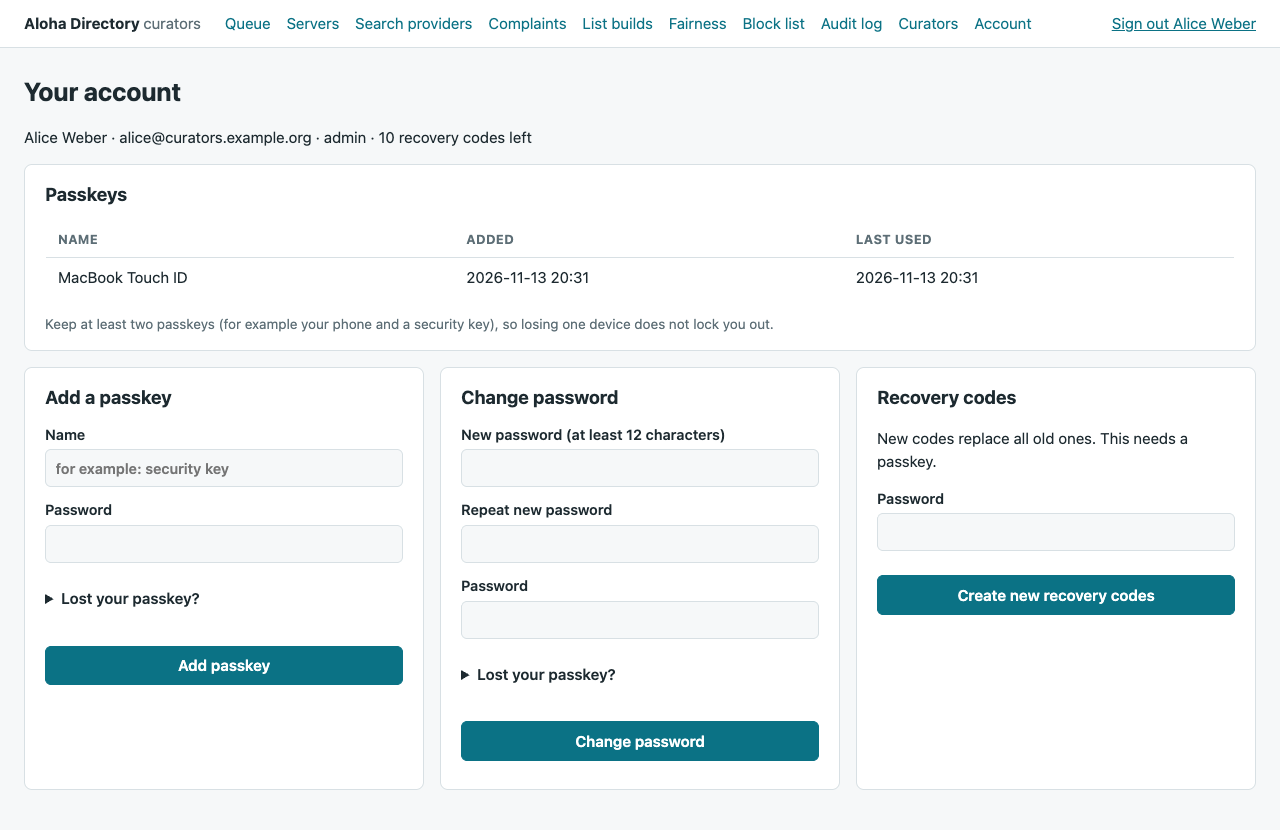 Aloha Directory curators Queue Servers Search providers Complaints List builds Fairness Block list Audit log Curators Account Sign out Alice Weber
Your account
Alice Weber · alice@curators.example.org · admin · 10 recovery codes left
Passkeys
NAME ADDED LAST USED
MacBook Touch ID 2026-11-13 20:31 2026-11-13 20:31
Keep at least two passkeys (for example your phone and a security key), so losing one device does not lock you out.
Add a passkey
Name
for example: security key
Password
Lost your passkey?
Add passkey
Change password
New password (at least 12 characters)
Repeat new password
Password
Lost your passkey?
Change password
Recovery codes
New codes replace all old ones. This needs a
passkey.
Password
Create new recovery codes